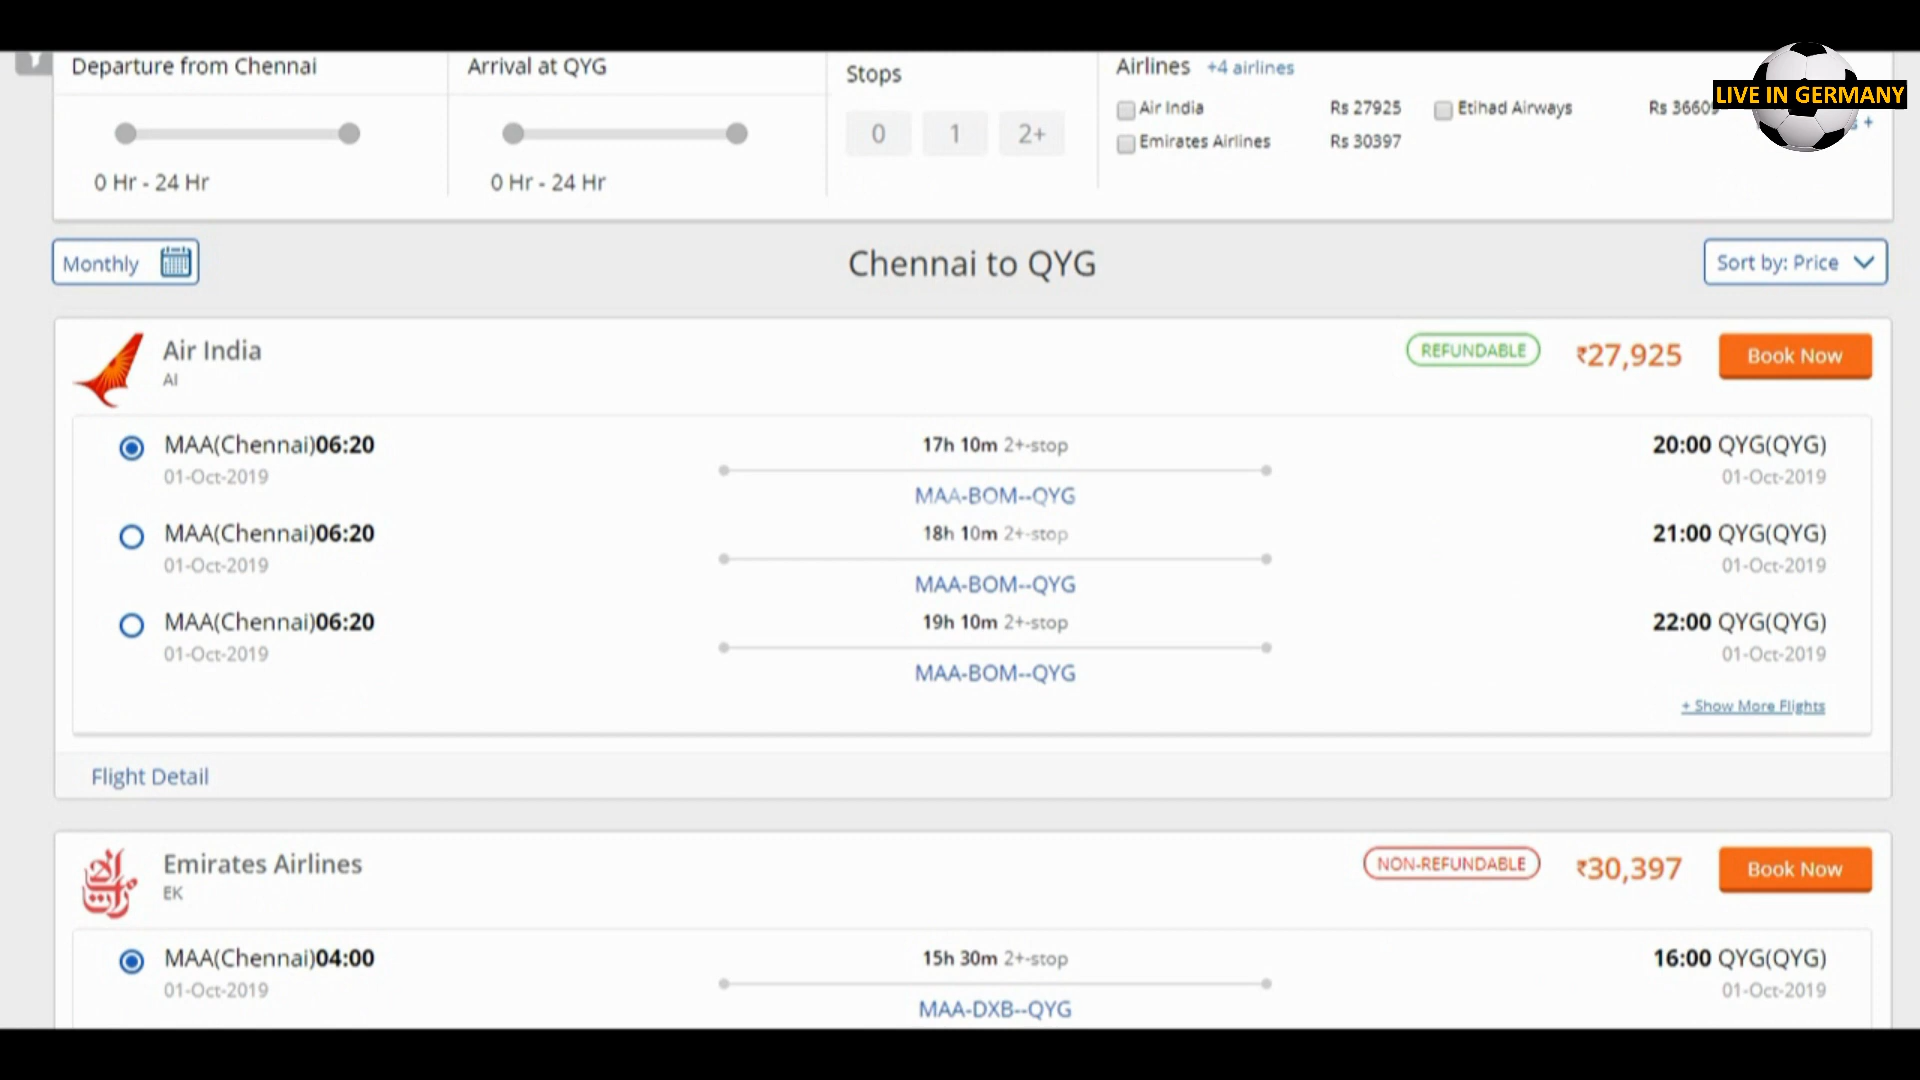 Departure from Chennai
0 Hr - 24 Hr
Arrival at QYG
0 Hr - 24 Hr
Stops
0 1 2+
Airlines +4 airlines
Air India Rs 27925 Etihad Airways Rs 36609
Emirates Airlines Rs 30397
LIVE IN GERMANY
Monthly
Chennai to QYG
Sort by: Price
Air India
AI
REFUNDABLE
₹27,925
Book Now
MAA(Chennai)06:20 17h 10m 2+-stop 20:00 QYG(QYG)
01-Oct-2019 MAA-BOM--QYG 01-Oct-2019
MAA(Chennai)06:20 18h 10m 2+-stop 21:00 QYG(QYG)
01-Oct-2019 MAA-BOM--QYG 01-Oct-2019
MAA(Chennai)06:20 19h 10m 2+-stop 22:00 QYG(QYG)
01-Oct-2019 MAA-BOM--QYG 01-Oct-2019
+ Show More Flights
Flight Detail
Emirates Airlines
EK
NON-REFUNDABLE
₹30,397
Book Now
MAA(Chennai)04:00 15h 30m 2+-stop 16:00 QYG(QYG)
01-Oct-2019 MAA-DXB--QYG 01-Oct-2019